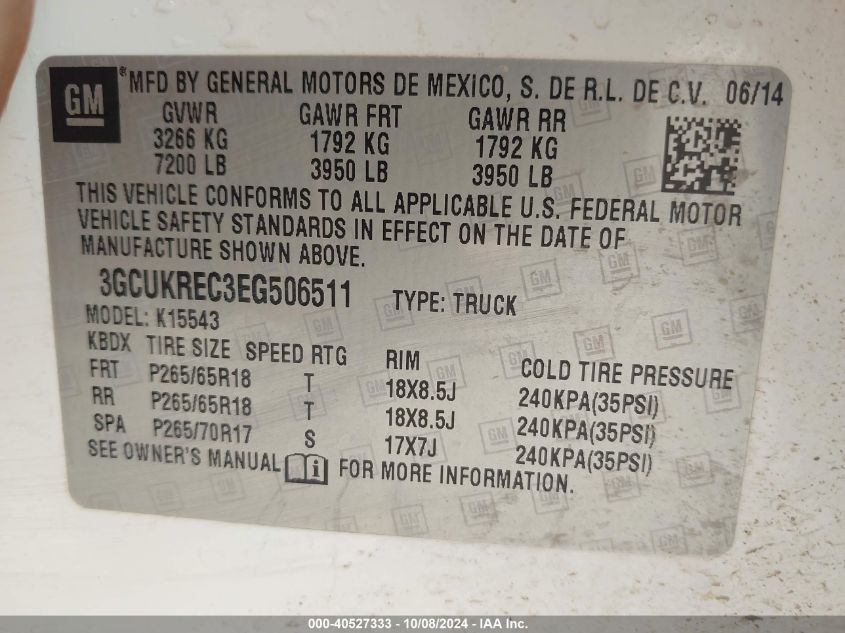 GM ® MFD BY GENERAL MOTORS DE MEXICO, S. DE R.L. DE C.V. 06/14
GVWR GAWR FRT GAWR RR
3266 KG 1792 KG 1792 KG
7200 LB 3950 LB 3950 LB
THIS VEHICLE CONFORMS TO ALL APPLICABLE U.S. FEDERAL MOTOR
VEHICLE SAFETY STANDARDS IN EFFECT ON THE DATE OF
MANUFACTURE SHOWN ABOVE.
3GCUKREC3EG506511 TYPE: TRUCK
MODEL: K15543
KBDX TIRE SIZE SPEED RTG RIM COLD TIRE PRESSURE
FRT P265/65R18 T 18X8.5J 240KPA(35PSI)
RR P265/65R18 T 18X8.5J 240KPA(35PSI)
SPA P265/70R17 S 17X7J 240KPA(35PSI)
SEE OWNER'S MANUAL FOR MORE INFORMATION.
000-40527333 - 10/08/2024 - IAA Inc.